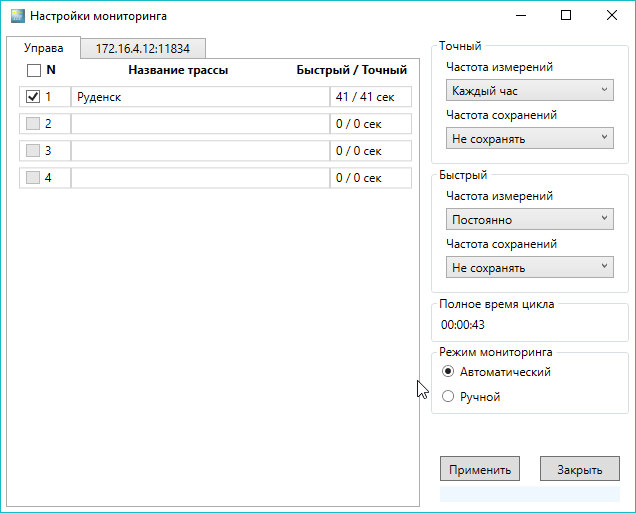 Настройки мониторинга
Управа
172.16.4.12:11834
N Название трассы Быстрый / Точный
1 Руденск 41 / 41 сек
2 0 / 0 сек
3 0 / 0 сек
4 0 / 0 сек
Точный
Частота измерений
Каждый час
Частота сохранений
Не сохранять
Быстрый
Частота измерений
Постоянно
Частота сохранений
Не сохранять
Полное время цикла
00:00:43
Режим мониторинга
Автоматический
Ручной
Применить Закрыть